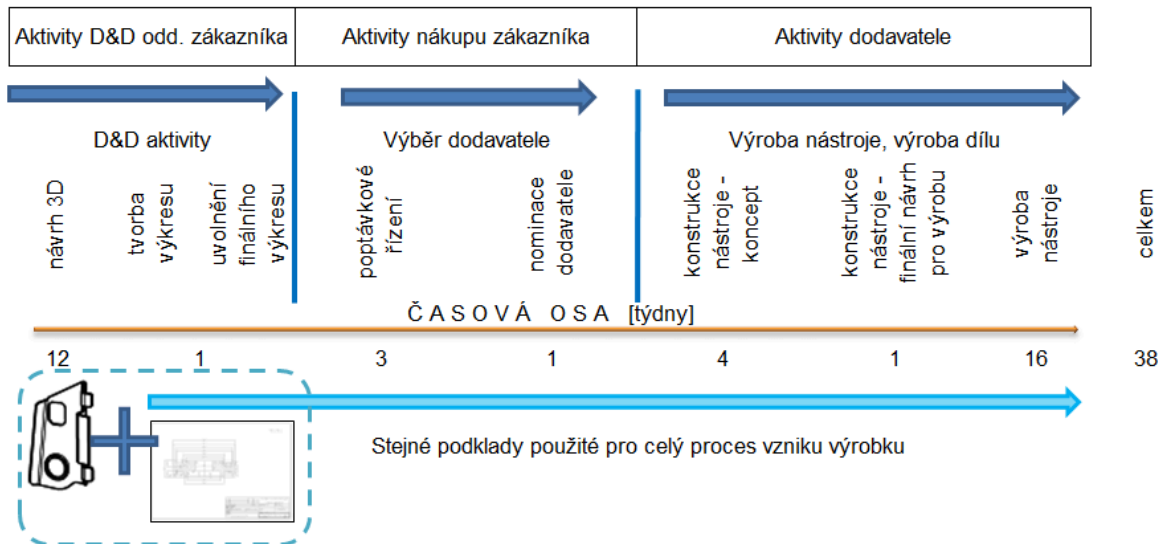 Aktivity D&D odd. zákazníka
Aktivity nákupu zákazníka
Aktivity dodavatele
D&D aktivity
Výběr dodavatele
Výroba nástroje, výroba dílu
návrh 3D
tvorba
výkresu
uvolnění
finálního
výkresu
poptávkové
řízení
nominace
dodavatele
konstrukce
nástroje -
koncept
konstrukce
nástroje -
finální návrh
pro výrobu
výroba
nástroje
celkem
ČASOVÁ OSA [týdny]
12 1 3 1 4 1 16 38
Stejné podklady použité pro celý proces vzniku výrobku